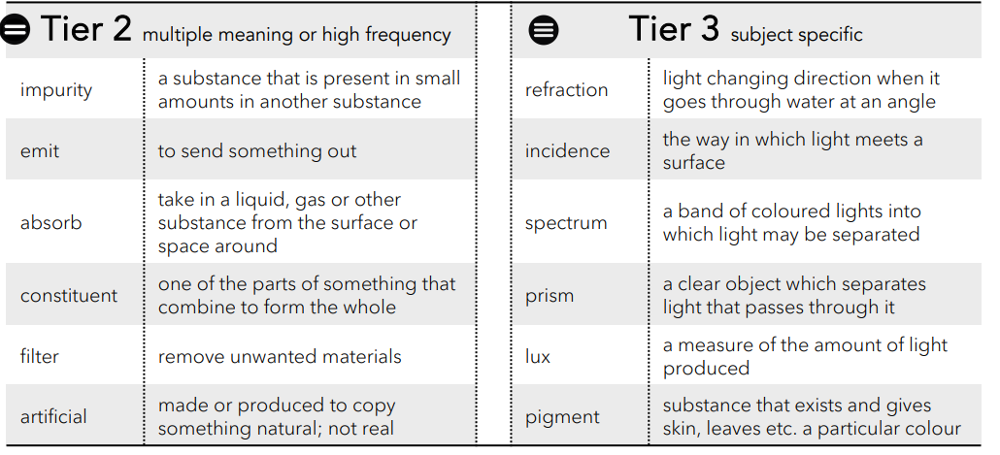 Tier 2 multiple meaning or high frequency
impurity
a substance that is present in small
amounts in another substance
emit
to send something out
absorb
take in a liquid, gas or other
substance from the surface or
space around
constituent
one of the parts of something that
combine to form the whole
filter
remove unwanted materials
artificial
made or produced to copy
something natural; not real
Tier 3 subject specific
refraction
light changing direction when it
goes through water at an angle
incidence
the way in which light meets a
surface
spectrum
a band of coloured lights into
which light may be separated
prism
a clear object which separates
light that passes through it
lux
a measure of the amount of light
produced
pigment
substance that exists and gives
skin, leaves etc. a particular colour